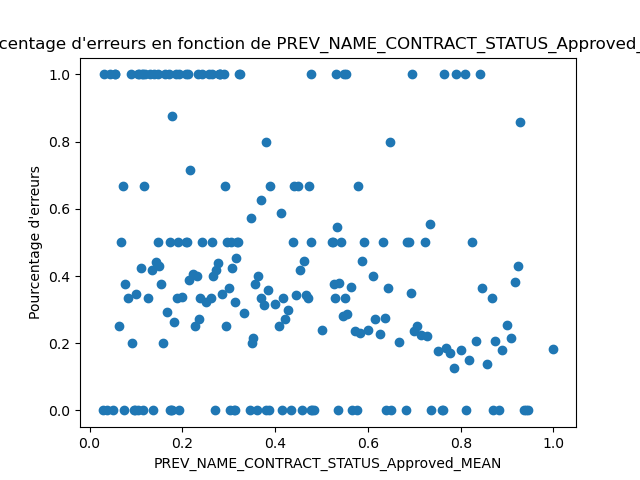 centage d'erreurs en fonction de PREV_NAME_CONTRACT_STATUS_Approved_
1.0
0.8
0.6
0.4
0.2
0.0
Pourcentage d'erreurs
0.0 0.2 0.4 0.6 0.8 1.0
PREV_NAME_CONTRACT_STATUS_Approved_MEAN